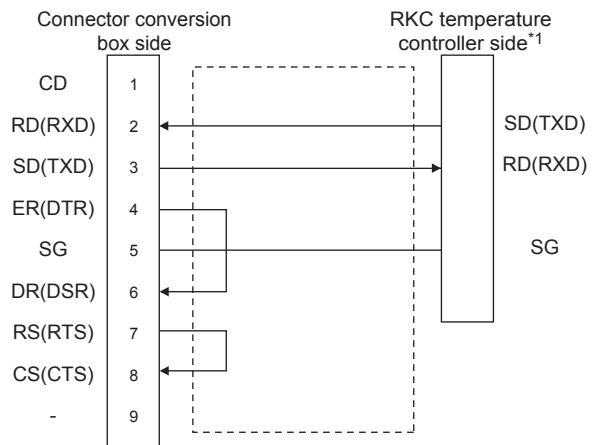 Connector conversion
box side
RKC temperature
controller side*1
CD 1
RD(RXD) 2 SD(TXD)
SD(TXD) 3 RD(RXD)
ER(DTR) 4
SG 5 SG
DR(DSR) 6
RS(RTS) 7
CS(CTS) 8
- 9